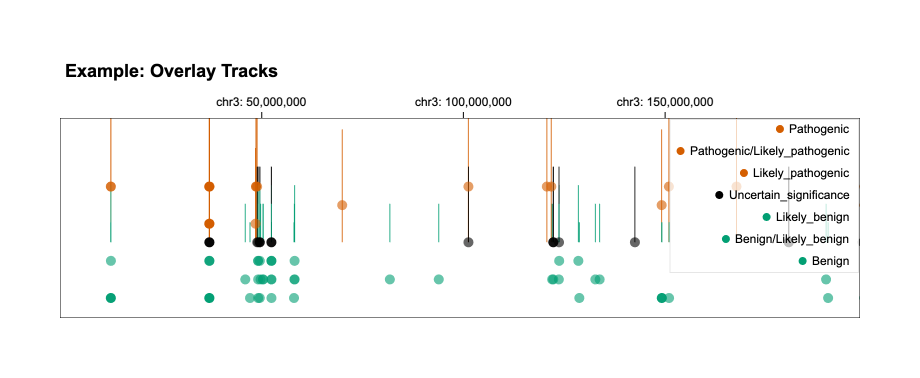 Example: Overlay Tracks
chr3: 50,000,000 chr3: 100,000,000 chr3: 150,000,000
Pathogenic
Pathogenic/Likely_pathogenic
Likely_pathogenic
Uncertain_significance
Likely_benign
Benign/Likely_benign
Benign